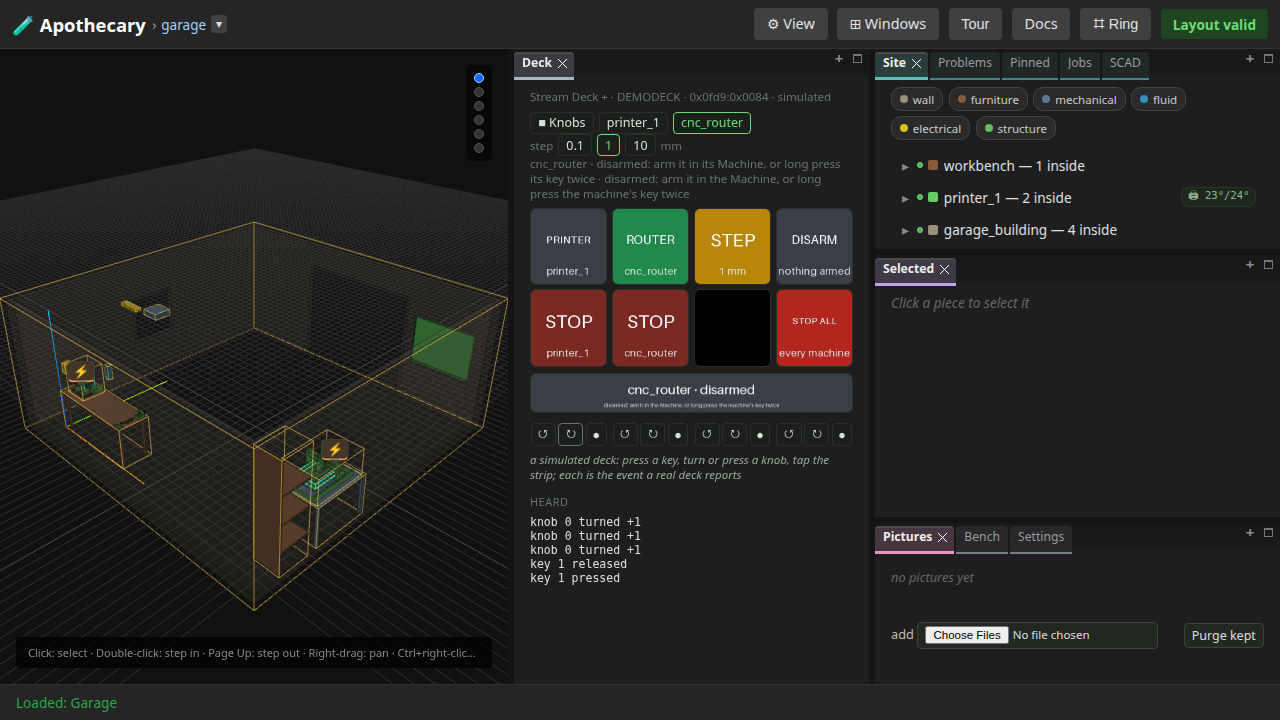 Apothecary › garage ▾
⚙ View
⊞ Windows
Tour
Docs
⌗ Ring
Layout valid
Click: select · Double-click: step in · Page Up: step out · Right-drag: pan · Ctrl+right-clic…
Deck
Stream Deck + · DEMODECK · 0x0fd9:0x0084 · simulated
■ Knobs
printer_1
cnc_router
step 0.1 1 10 mm
cnc_router · disarmed: arm it in its Machine, or long press
its key twice · disarmed: arm it in the Machine, or long
press the machine's key twice
PRINTER
printer_1
ROUTER
cnc_router
STEP
1 mm
DISARM
nothing armed
STOP
printer_1
STOP
cnc_router
STOP ALL
every machine
cnc_router · disarmed
disarmed: arm it in the Machine, or long press the machine's key twice
↺ ↻ ● ↺ ↻ ● ↺ ↻ ● ↺ ↻ ●
a simulated deck: press a key, turn or press a knob, tap the
strip; each is the event a real deck reports
HEARD
knob 0 turned +1
knob 0 turned +1
knob 0 turned +1
key 1 released
key 1 pressed
Site
Problems
Pinned
Jobs
SCAD
wall
furniture
mechanical
fluid
electrical
structure
workbench — 1 inside
printer_1 — 2 inside
23°/24°
garage_building — 4 inside
Selected
Click a piece to select it
Pictures
Bench
Settings
no pictures yet
add Choose Files No file chosen
Purge kept
Loaded: Garage